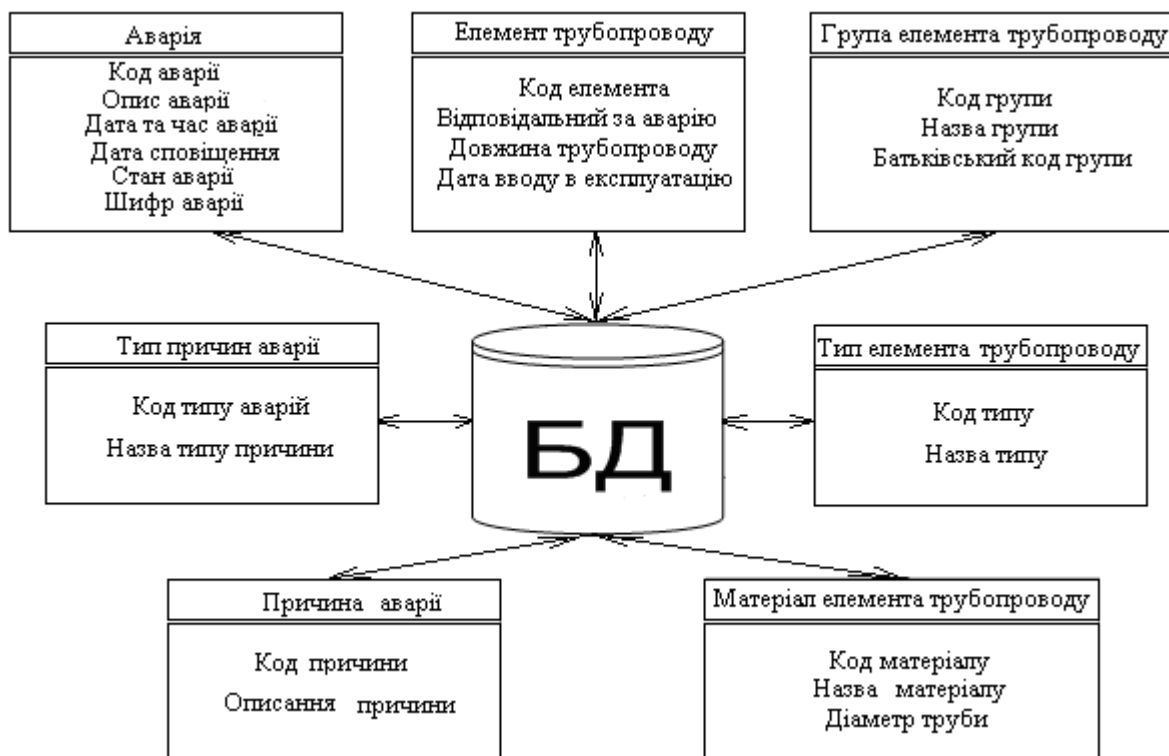 Аварія
Код аварії
Опис аварії
Дата та час аварії
Дата сповіщення
Стан аварії
Шифр аварії
Елемент трубопроводу
Код елемента
Відповідальний за аварію
Довжина трубопроводу
Дата вводу в експлуатацію
Група елемента трубопроводу
Код групи
Назва групи
Батьківський код групи
Тип причин аварії
Код типу аварій
Назва типу причини
БД
Тип елемента трубопроводу
Код типу
Назва типу
Причина аварії
Код причини
Описання причини
Матеріал елемента трубопроводу
Код матеріалу
Назва матеріалу
Діаметр труби